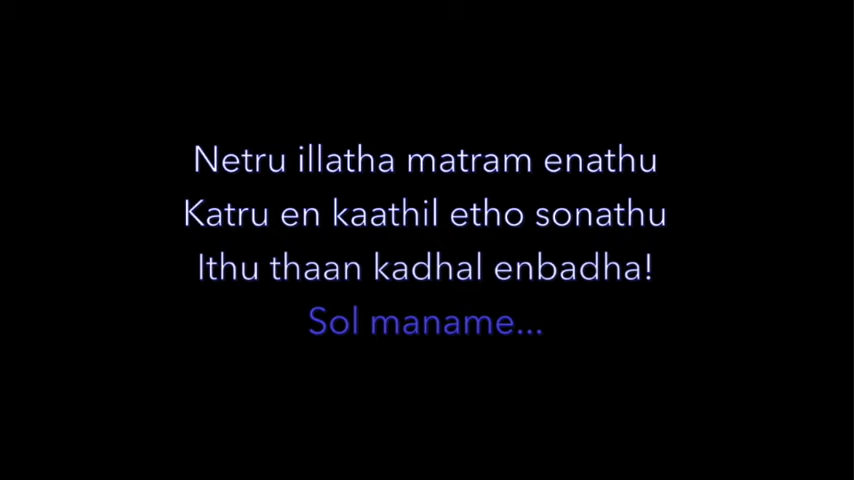 Netru illatha matram enathu
Katru en kaathil etho sonathu
Ithu thaan kadhal enbadha!
Sol maname...